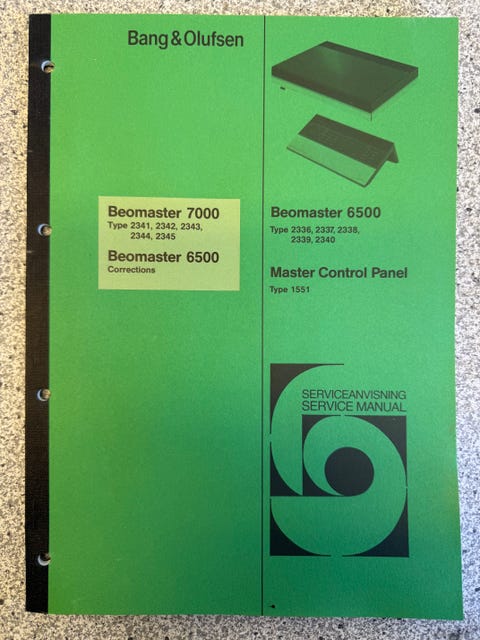 Bang & Olufsen
Beomaster 7000
Type 2341, 2342, 2343,
2344, 2345
Beomaster 6500
Corrections
Beomaster 6500
Type 2336, 2337, 2338,
2339, 2340
Master Control Panel
Type 1551
SERVICEANVISNING
SERVICE MANUAL